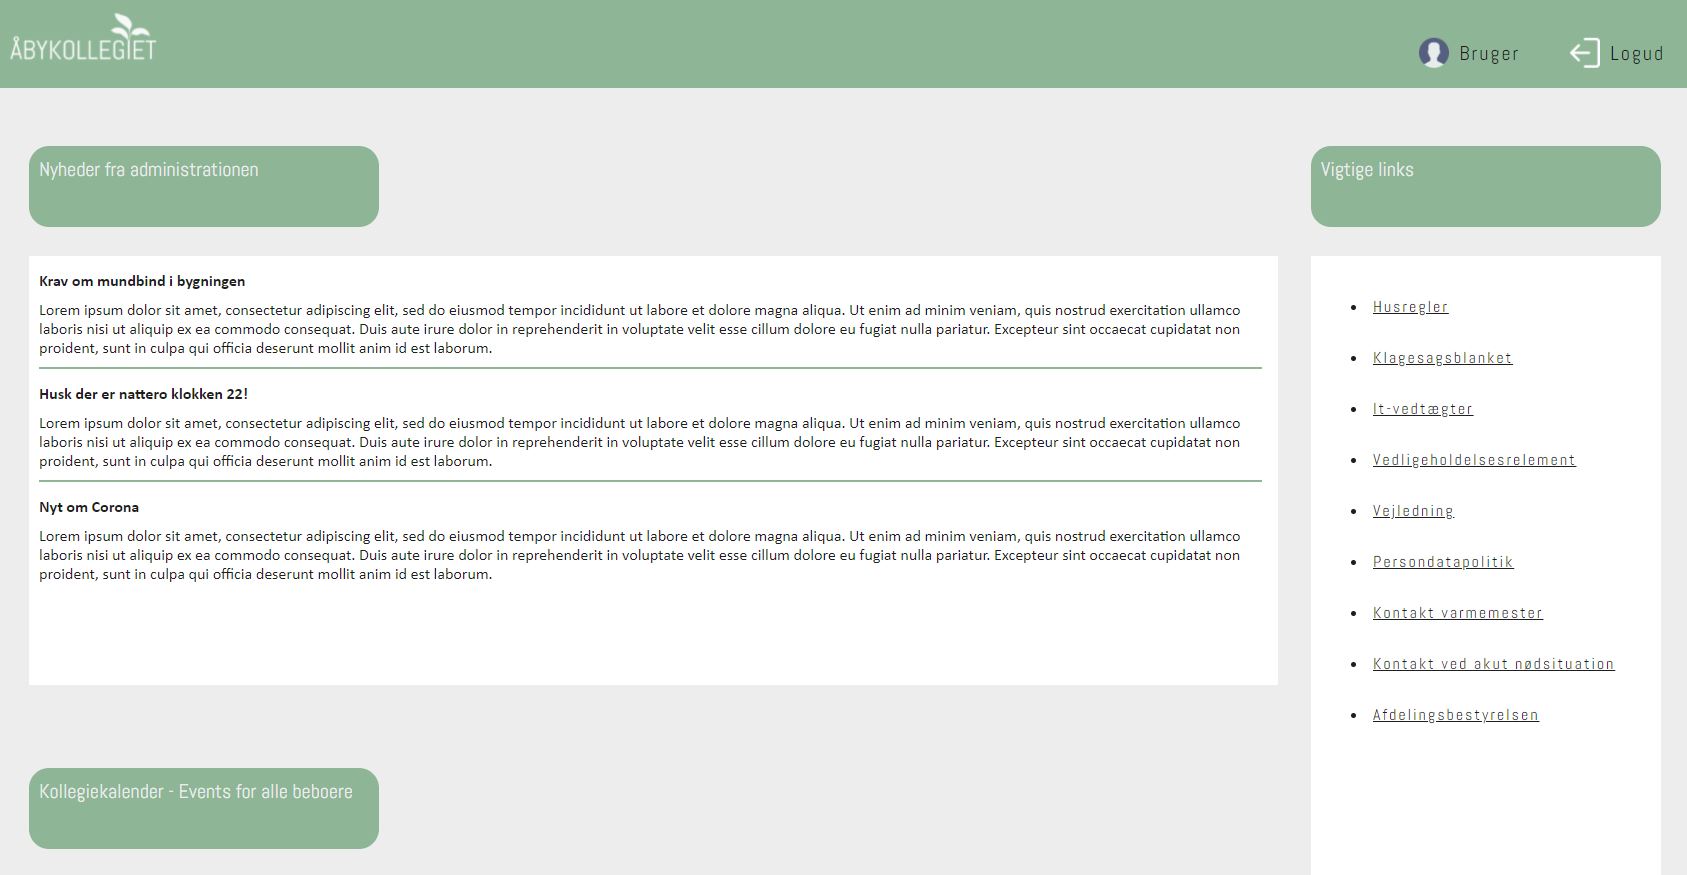 ÅBYKOLLEGIET
Bruger
Logud
Nyheder fra administrationen
Krav om mundbind i bygningen
Lorem ipsum dolor sit amet, consectetur adipiscing elit, sed do eiusmod tempor incididunt ut labore et dolore magna aliqua. Ut enim ad minim veniam, quis nostrud exercitation ullamco
laboris nisi ut aliquip ex ea commodo consequat. Duis aute irure dolor in reprehenderit in voluptate velit esse cillum dolore eu fugiat nulla pariatur. Excepteur sint occaecat cupidatat non
proident, sunt in culpa qui officia deserunt mollit anim id est laborum.
Husk der er nattero klokken 22!
Lorem ipsum dolor sit amet, consectetur adipiscing elit, sed do eiusmod tempor incididunt ut labore et dolore magna aliqua. Ut enim ad minim veniam, quis nostrud exercitation ullamco
laboris nisi ut aliquip ex ea commodo consequat. Duis aute irure dolor in reprehenderit in voluptate velit esse cillum dolore eu fugiat nulla pariatur. Excepteur sint occaecat cupidatat non
proident, sunt in culpa qui officia deserunt mollit anim id est laborum.
Nyt om Corona
Lorem ipsum dolor sit amet, consectetur adipiscing elit, sed do eiusmod tempor incididunt ut labore et dolore magna aliqua. Ut enim ad minim veniam, quis nostrud exercitation ullamco
laboris nisi ut aliquip ex ea commodo consequat. Duis aute irure dolor in reprehenderit in voluptate velit esse cillum dolore eu fugiat nulla pariatur. Excepteur sint occaecat cupidatat non
proident, sunt in culpa qui officia deserunt mollit anim id est laborum.
Kollegiekalender - Events for alle beboere
Vigtige links
Husregler
Klagesagsblanket
It-vedtægter
Vedligeholdelsesrelement
Vejledning
Persondatapolitik
Kontakt varmemester
Kontakt ved akut nødsituation
Afdelingsbestyrelsen